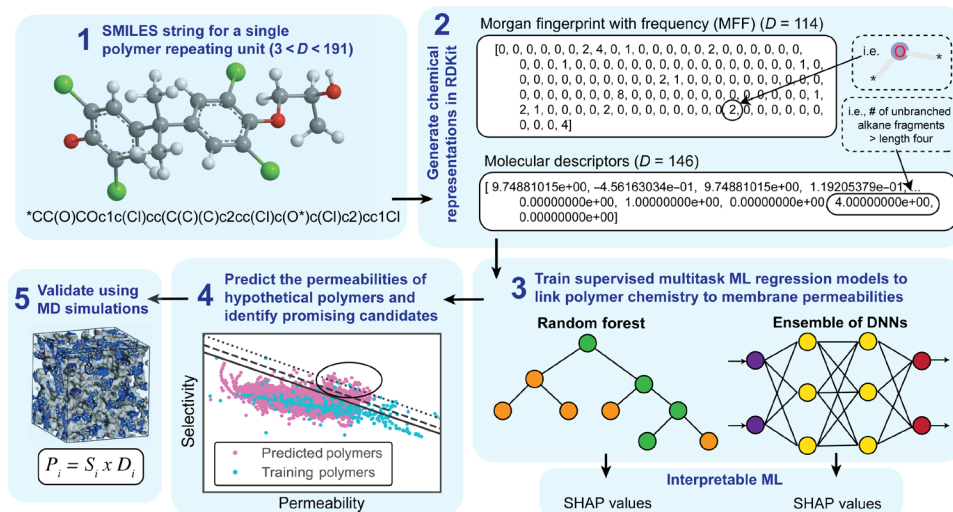 1 SMILES string for a single
polymer repeating unit (3 < D < 191)
*CC(O)COc1c(Cl)cc(C(C)(C)c2cc(Cl)c(O*)c(Cl)c2)cc1Cl
2
Generate chemical
representations in RDKit
Morgan fingerprint with frequency (MFF) (D = 114)
[0, 0, 0, 0, 0, 0, 2, 4, 0, 1, 0, 0, 0, 0, 0, 2, 0, 0, 0, 0, 0, 0,
0, 0, 0, 1, 0, 0, 0, 0, 0, 0, 0, 0, 0, 0, 0, 0, 0, 0, 0, 1, 0,
0, 0, 0, 0, 0, 0, 0, 0, 0, 0, 0, 2, 1, 0, 0, 0, 0, 0, 0,
0, 0, 0, 0, 0, 0, 8, 0, 0, 0, 0, 0, 0, 0, 0, 0, 0, 0, 0, 1,
2, 1, 0, 0, 0, 0, 2, 0, 0, 0, 0, 0, 0, 2, 0, 0, 0, 0, 0, 0,
0, 0, 0, 4]
i.e.
O
*
*
i.e., # of unbranched
alkane fragments
> length four
Molecular descriptors (D = 146)
[ 9.74881015e+00, −4.56163034e-01, 9.74881015e+00, 1.19205379e-01,...
0.00000000e+00, 1.00000000e+00, 0.00000000e+00, 4.00000000e+00,
0.00000000e+00]
3 Train supervised multitask ML regression models to
link polymer chemistry to membrane permeabilities
Random forest
Ensemble of DNNs
Interpretable ML
SHAP values
SHAP values
4 Predict the permeabilities of
hypothetical polymers and
identify promising candidates
Selectivity
Predicted polymers
Training polymers
Permeability
5 Validate using
MD simulations
P_i = S_i x D_i